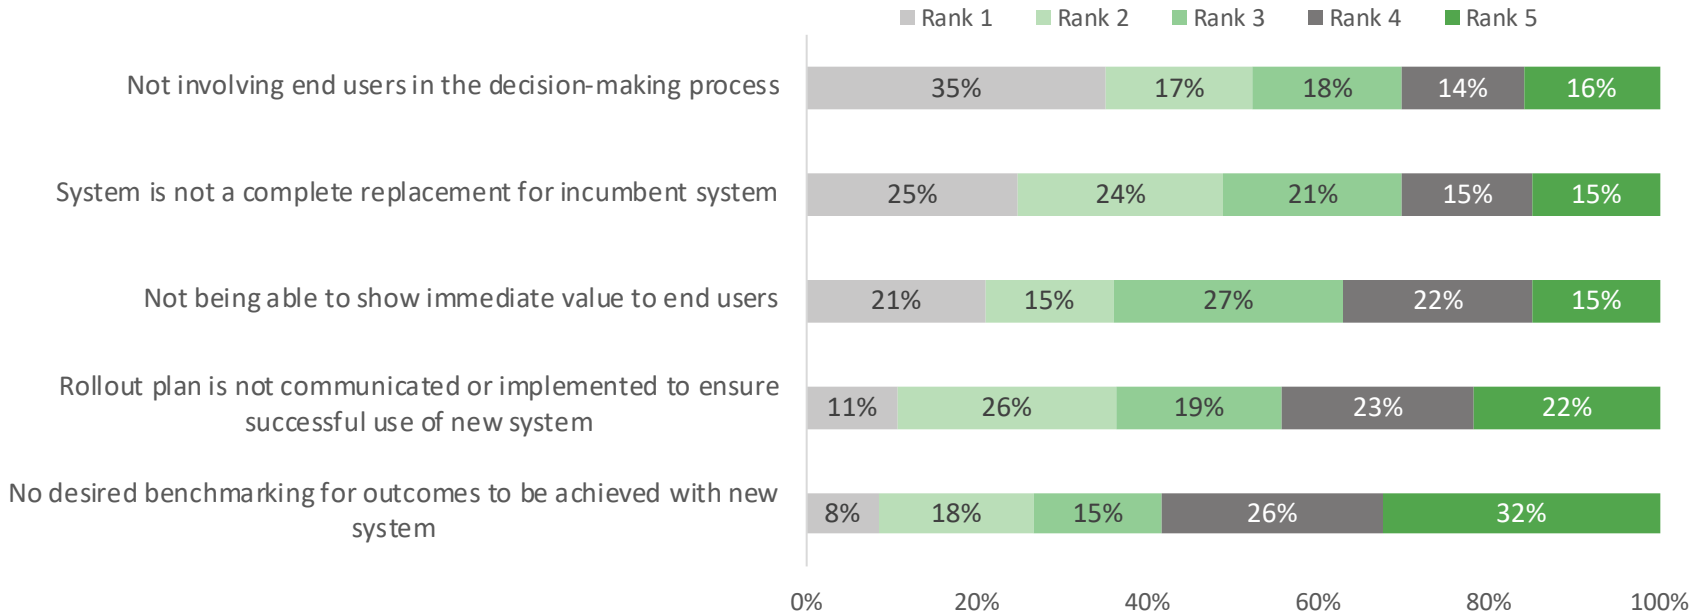 Rank 1 Rank 2 Rank 3 Rank 4 Rank 5
Not involving end users in the decision-making process 35% 17% 18% 14% 16%
System is not a complete replacement for incumbent system 25% 24% 21% 15% 15%
Not being able to show immediate value to end users 21% 15% 27% 22% 15%
Rollout plan is not communicated or implemented to ensure
successful use of new system
11% 26% 19% 23% 22%
No desired benchmarking for outcomes to be achieved with new
system
8% 18% 15% 26% 32%
0% 20% 40% 60% 80% 100%